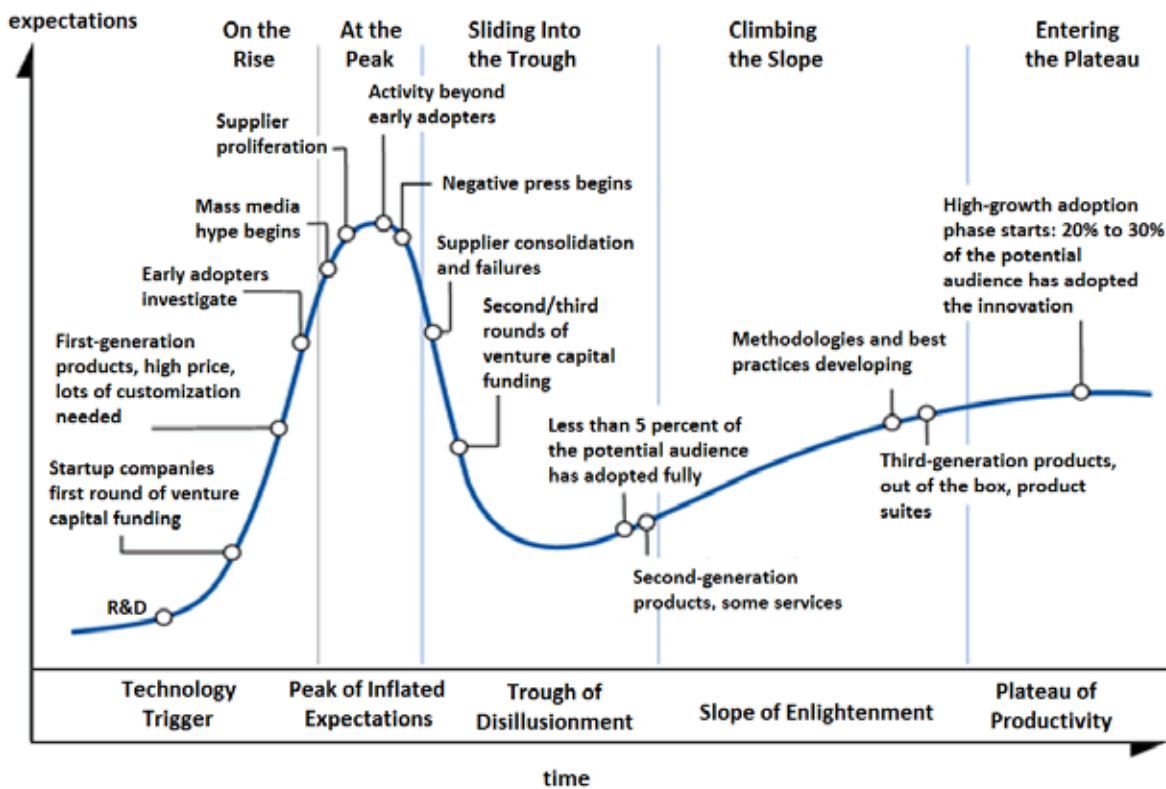 expectations
On the
Rise
At the
Peak
Sliding Into
the Trough
Climbing
the Slope
Entering
the Plateau
Activity beyond
early adopters
Supplier
proliferation
Negative press begins
Mass media
hype begins
High-growth adoption
phase starts: 20% to 30%
of the potential
audience has adopted
the innovation
Supplier consolidation
and failures
Early adopters
investigate
Second/third
rounds of
venture capital
funding
First-generation
products, high price,
lots of customization
needed
Methodologies and best
practices developing
Less than 5 percent of
the potential audience
has adopted fully
Startup companies
first round of venture
capital funding
Third-generation products,
out of the box, product
suites
Second-generation
products, some services
R&D
Technology
Trigger
Peak of Inflated
Expectations
Trough of
Disillusionment
Slope of Enlightenment
Plateau of
Productivity
time